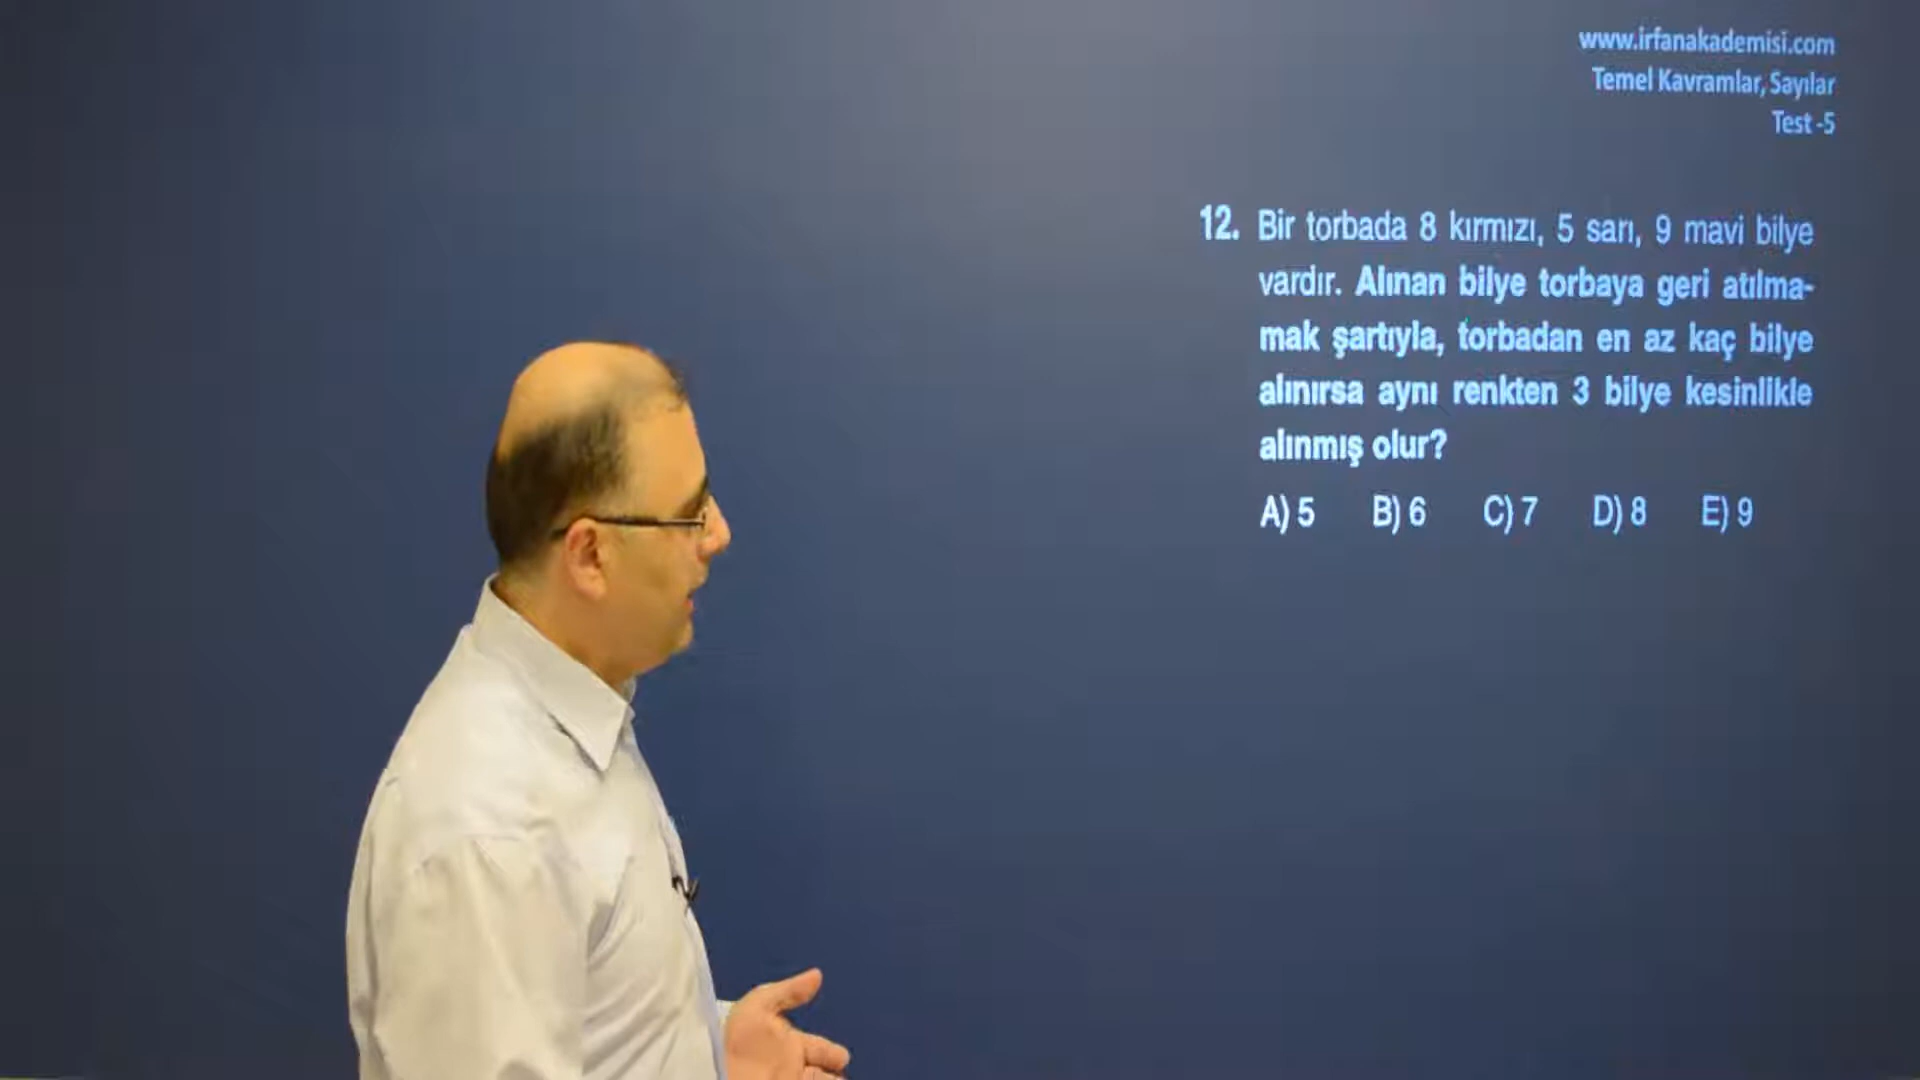 www.irfanakademisi.com
Temel Kavramlar, Sayılar
Test -5
12. Bir torbada 8 kırmızı, 5 sarı, 9 mavi bilye
vardır. Alınan bilye torbaya geri atılma-
mak şartıyla, torbadan en az kaç bilye
alınırsa aynı renkten 3 bilye kesinlikle
alınmış olur?
A) 5 B) 6 C) 7 D) 8 E) 9